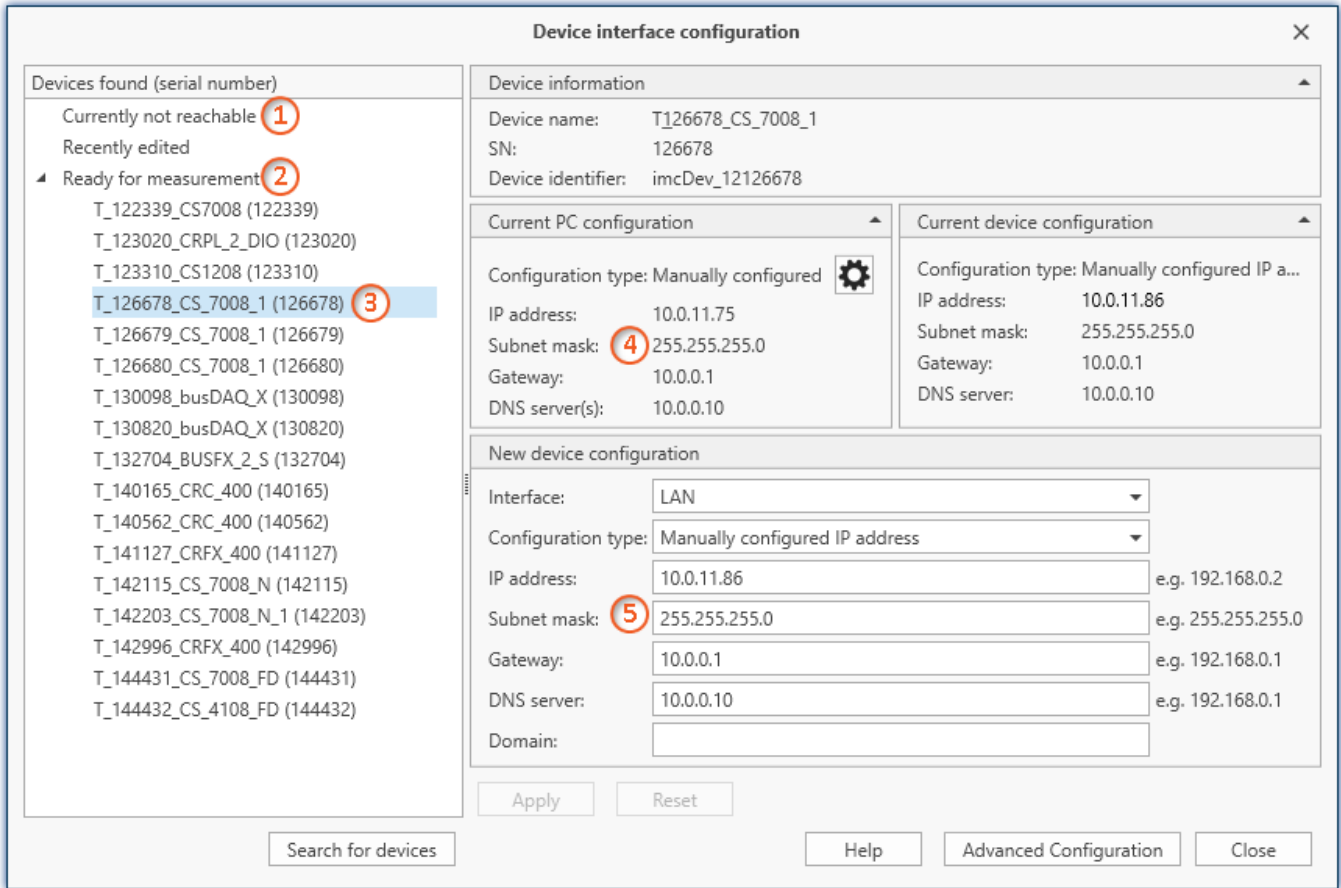 Device interface configuration
Devices found (serial number)
Currently not reachable 1
Recently edited
Ready for measurement 2
T_122339_CS7008 (122339)
T_123020_CRPL_2_DIO (123020)
T_123310_CS1208 (123310)
T_126678_CS_7008_1 (126678) 3
T_126679_CS_7008_1 (126679)
T_126680_CS_7008_1 (126680)
T_130098_busDAQ_X (130098)
T_130820_busDAQ_X (130820)
T_132704_BUSFX_2_S (132704)
T_140165_CRC_400 (140165)
T_140562_CRC_400 (140562)
T_141127_CRFX_400 (141127)
T_142115_CS_7008_N (142115)
T_142203_CS_7008_N_1 (142203)
T_142996_CRFX_400 (142996)
T_144431_CS_7008_FD (144431)
T_144432_CS_4108_FD (144432)
Search for devices
Device information
Device name: T126678_CS_7008_1
SN: 126678
Device identifier: imcDev_12126678
Current PC configuration
Configuration type: Manually configured
IP address: 10.0.11.75
Subnet mask: 4 255.255.255.0
Gateway: 10.0.0.1
DNS server(s): 10.0.0.10
Current device configuration
Configuration type: Manually configured IP a...
IP address: 10.0.11.86
Subnet mask: 255.255.255.0
Gateway: 10.0.0.1
DNS server: 10.0.0.10
New device configuration
Interface: LAN
Configuration type: Manually configured IP address
IP address: 10.0.11.86 e.g. 192.168.0.2
Subnet mask: 5 255.255.255.0 e.g. 255.255.255.0
Gateway: 10.0.0.1 e.g. 192.168.0.1
DNS server: 10.0.0.10 e.g. 192.168.0.1
Domain:
Apply Reset
Help Advanced Configuration Close